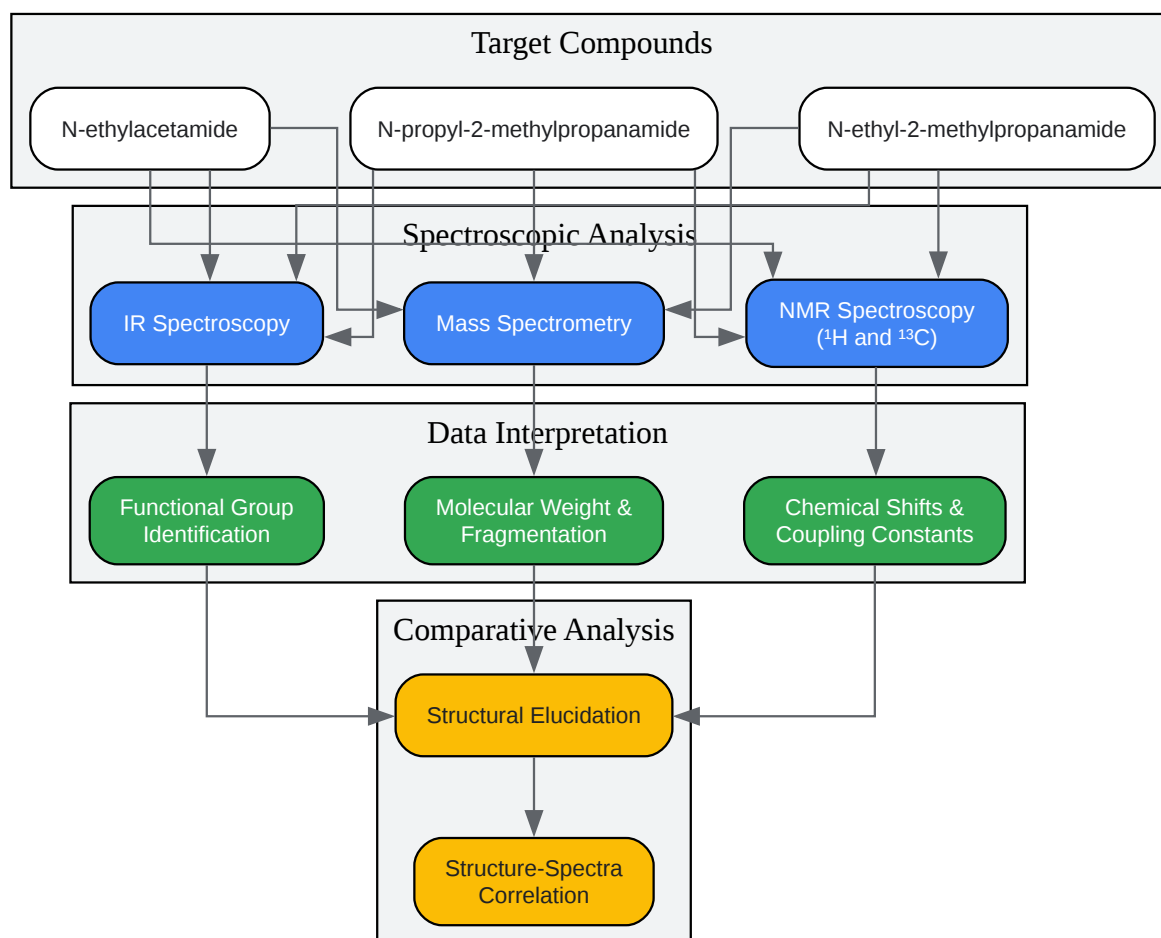 Target Compounds
N-ethylacetamide
N-propyl-2-methylpropanamide
N-ethyl-2-methylpropanamide
Spectroscopic Analysis
IR Spectroscopy
Mass Spectrometry
NMR Spectroscopy
(¹H and ¹³C)
Data Interpretation
Functional Group
Identification
Molecular Weight &
Fragmentation
Chemical Shifts &
Coupling Constants
Comparative Analysis
Structural Elucidation
Structure-Spectra
Correlation